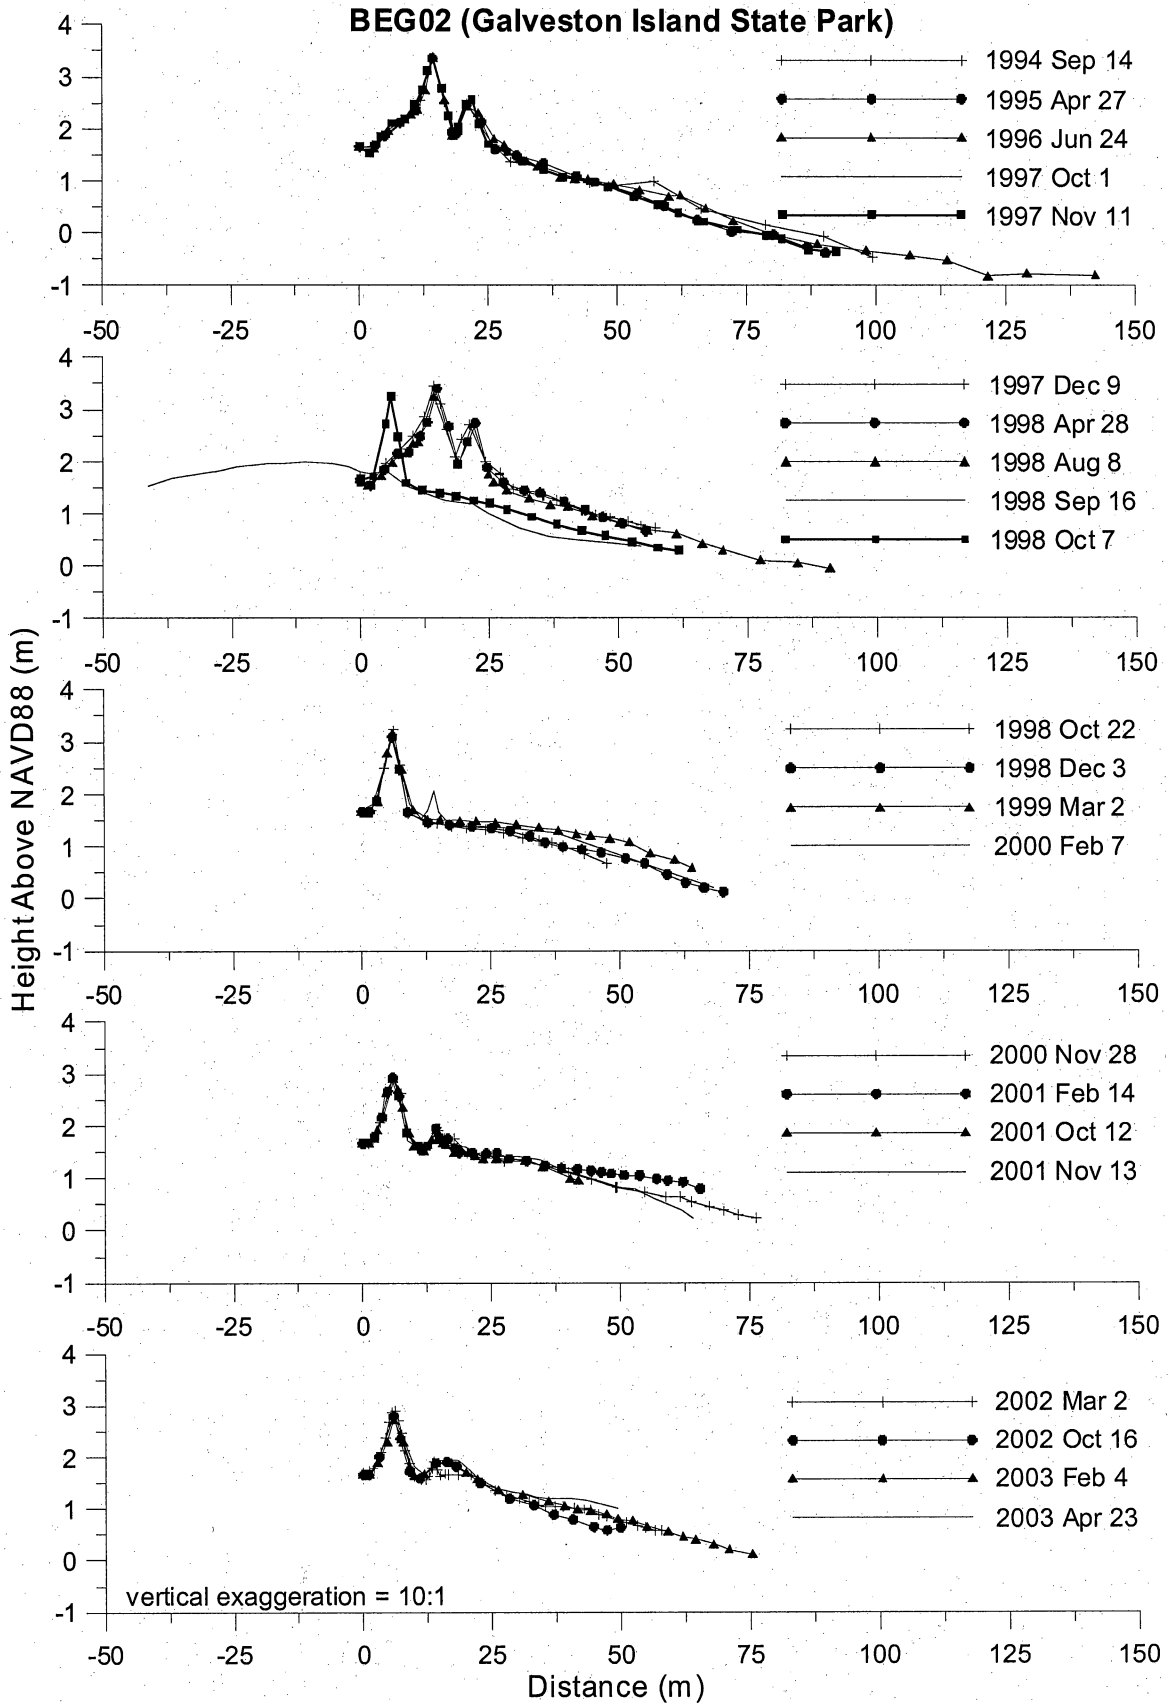 BEG02 (Galveston Island State Park)
4
3
2
1
0
-1
1994 Sep 14
1995 Apr 27
1996 Jun 24
1997 Oct 1
1997 Nov 11
-50 -25 0 25 50 75 100 125 150
4
3
2
1
0
-1
1997 Dec 9
1998 Apr 28
1998 Aug 8
1998 Sep 16
1998 Oct 7
-50 -25 0 25 50 75 100 125 150
Height Above NAVD88 (m)
4
3
2
1
0
-1
1998 Oct 22
1998 Dec 3
1999 Mar 2
2000 Feb 7
-50 -25 0 25 50 75 100 125 150
4
3
2
1
0
-1
2000 Nov 28
2001 Feb 14
2001 Oct 12
2001 Nov 13
-50 -25 0 25 50 75 100 125 150
4
3
2
1
0
-1
2002 Mar 2
2002 Oct 16
2003 Feb 4
2003 Apr 23
vertical exaggeration = 10:1
-50 -25 0 25 50 75 100 125 150
Distance (m)